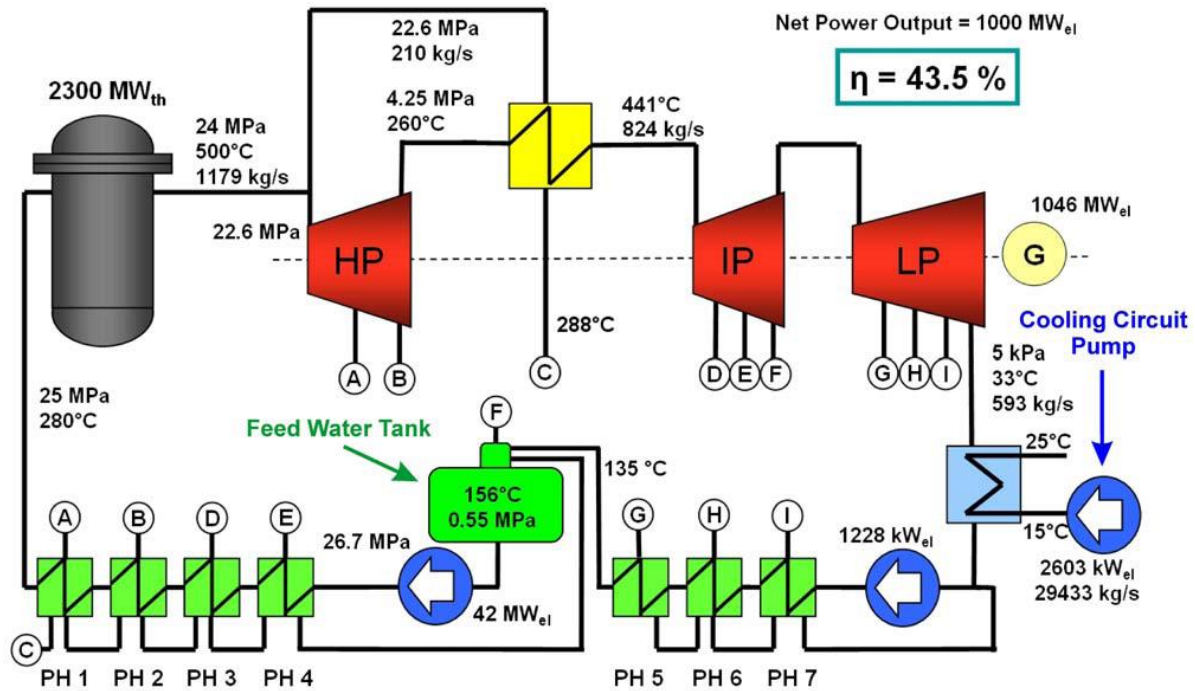 Net Power Output = 1000 MWel
η = 43.5 %
22.6 MPa
210 kg/s
2300 MWth
24 MPa
500°C
1179 kg/s
4.25 MPa
260°C
441°C
824 kg/s
22.6 MPa
HP
IP
LP
1046 MWel
G
288°C
A
B
C
D
E
F
G
H
I
Cooling Circuit
Pump
5 kPa
33°C
593 kg/s
25 MPa
280°C
Feed Water Tank
F
135 °C
25°C
15°C
156°C
0.55 MPa
A
B
D
E
26.7 MPa
42 MWel
G
H
I
1228 kWel
2603 kWel
29433 kg/s
C
PH 1
PH 2
PH 3
PH 4
PH 5
PH 6
PH 7